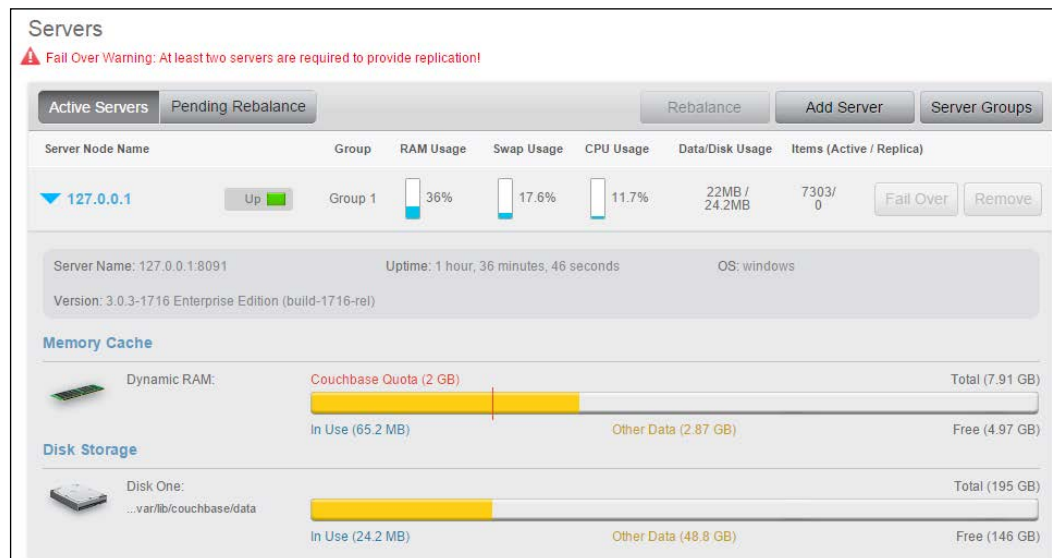 Servers
Fail Over Warning: At least two servers are required to provide replication!
Active Servers Pending Rebalance Rebalance Add Server Server Groups
Server Node Name Group RAM Usage Swap Usage CPU Usage Data/Disk Usage Items (Active / Replica)
127.0.0.1 Up Group 1 36% 17.6% 11.7% 22MB / 24.2MB 7303/ 0 Fail Over Remove
Server Name: 127.0.0.1:8091 Uptime: 1 hour, 36 minutes, 46 seconds OS: windows
Version: 3.0.3-1716 Enterprise Edition (build-1716-rel)
Memory Cache
Dynamic RAM: Couchbase Quota (2 GB) Total (7.91 GB)
In Use (65.2 MB) Other Data (2.87 GB) Free (4.97 GB)
Disk Storage
Disk One: Total (195 GB)
...var/lib/couchbase/data
In Use (24.2 MB) Other Data (48.8 GB) Free (146 GB)